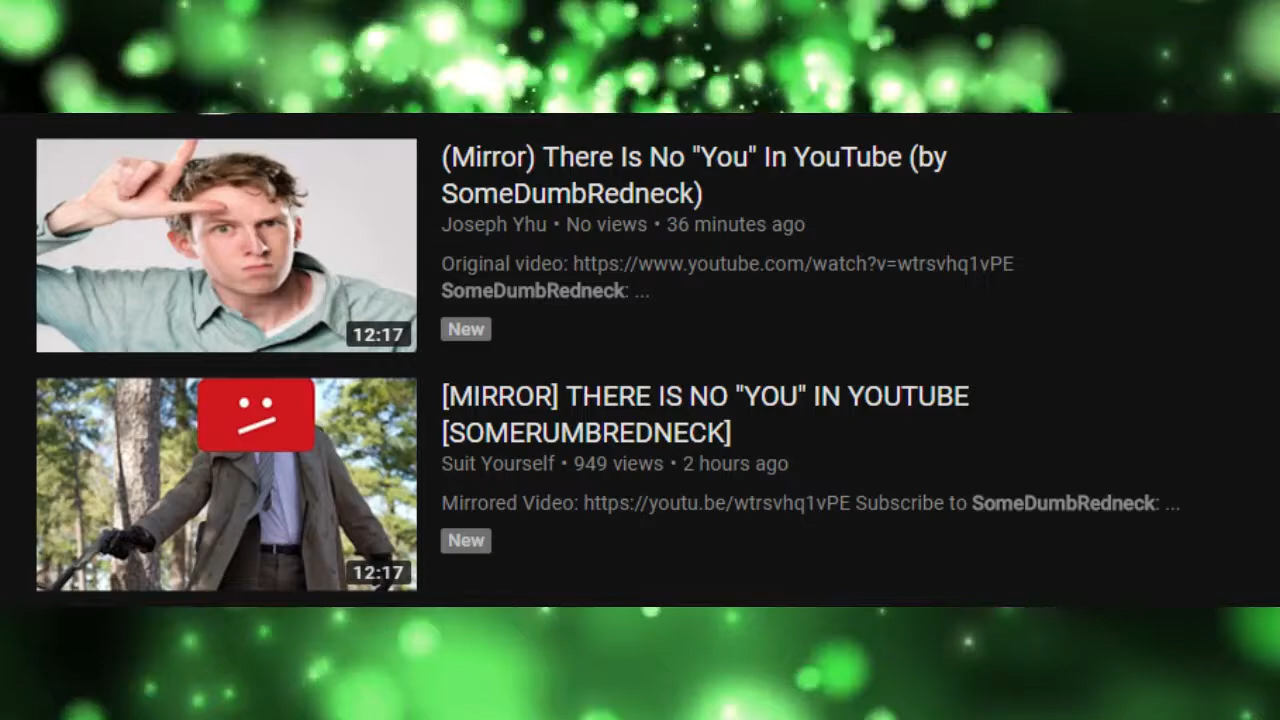 (Mirror) There Is No "You" In YouTube (by
SomeDumbRedneck)
Joseph Yhu • No views • 36 minutes ago
Original video: https://www.youtube.com/watch?v=wtrsvhq1vPE
SomeDumbRedneck: ...
New
12:17
[MIRROR] THERE IS NO "YOU" IN YOUTUBE
[SOMERUMBREDNECK]
Suit Yourself • 949 views • 2 hours ago
Mirrored Video: https://youtu.be/wtrsvhq1vPE Subscribe to SomeDumbRedneck: ...
New
12:17